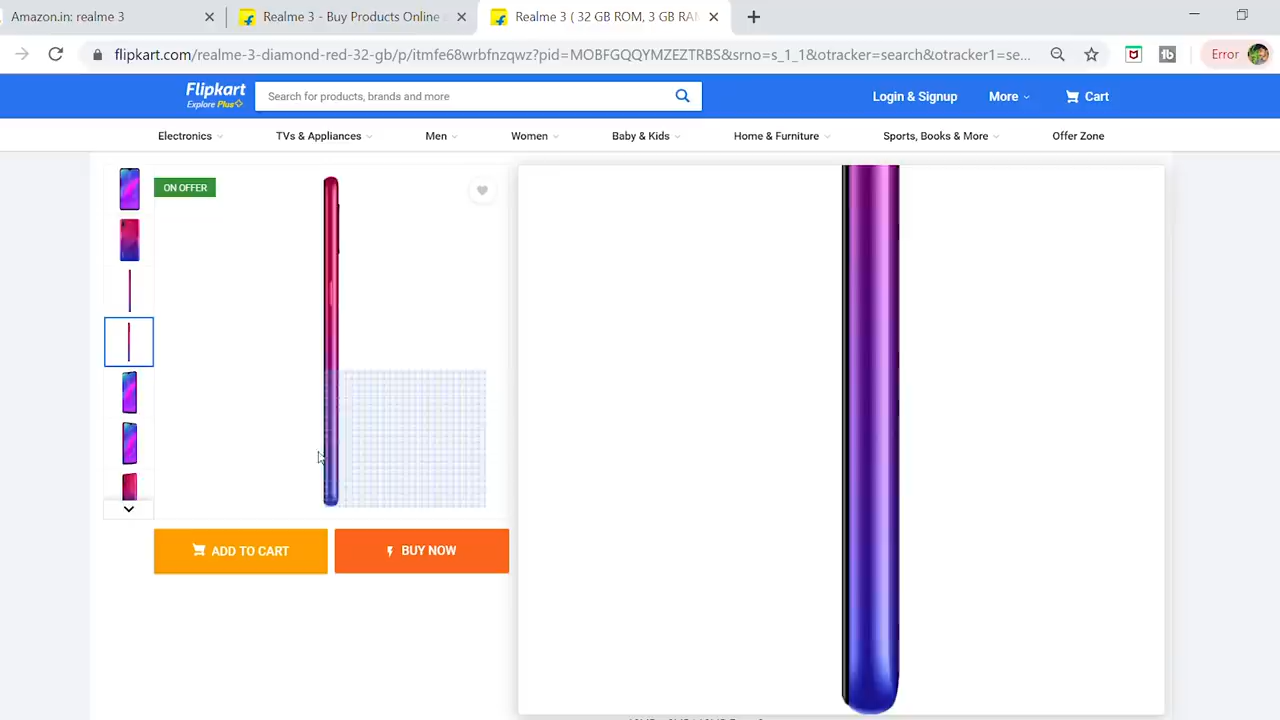 Amazon.in: realme 3
Realme 3 - Buy Products Online
Realme 3 ( 32 GB ROM, 3 GB RAM
flipkart.com/realme-3-diamond-red-32-gb/p/itmfe68wrbfnzqwz?pid=MOBFGQQYMZEZTRBS&srno=s_1_1&otracker=search&otracker1=se...
Error
Flipkart
Explore Plus
Search for products, brands and more
Login & Signup
More
Cart
Electronics
TVs & Appliances
Men
Women
Baby & Kids
Home & Furniture
Sports, Books & More
Offer Zone
ON OFFER
ADD TO CART
BUY NOW